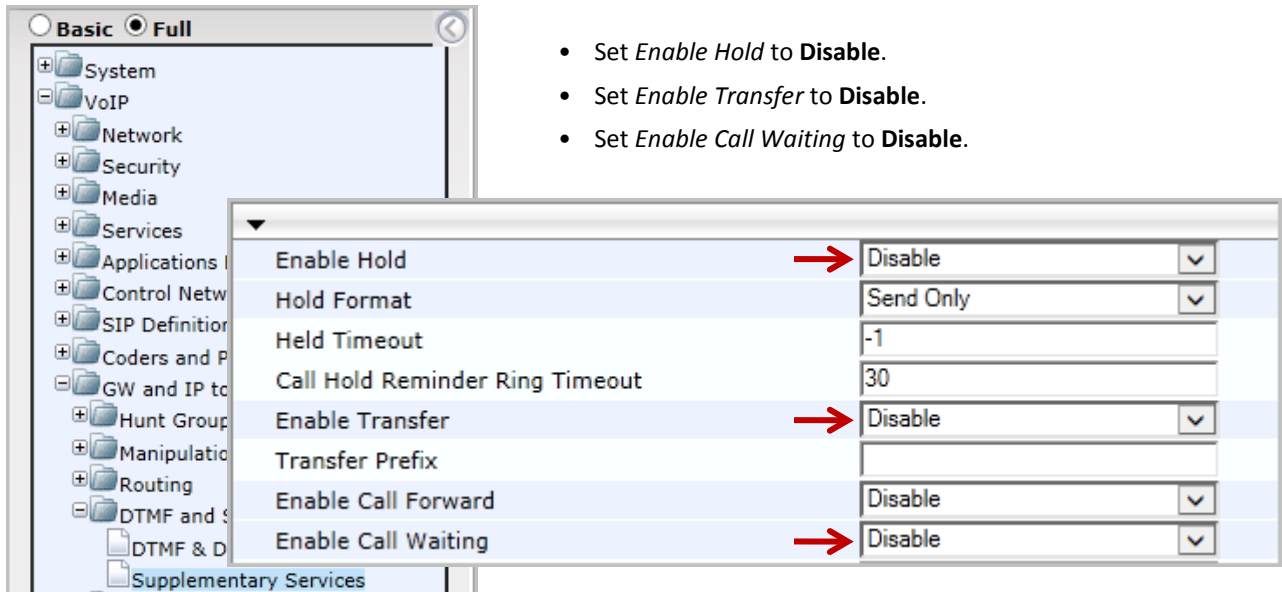 Basic Full
System
VoIP
Network
Security
Media
Services
Applications
Control Netw
SIP Definition
Coders and P
GW and IP to
Hunt Group
Manipulatio
Routing
DTMF and S
DTMF & D
Supplementary Services
• Set Enable Hold to Disable.
• Set Enable Transfer to Disable.
• Set Enable Call Waiting to Disable.
Enable Hold Disable
Hold Format Send Only
Held Timeout -1
Call Hold Reminder Ring Timeout 30
Enable Transfer Disable
Transfer Prefix
Enable Call Forward Disable
Enable Call Waiting Disable